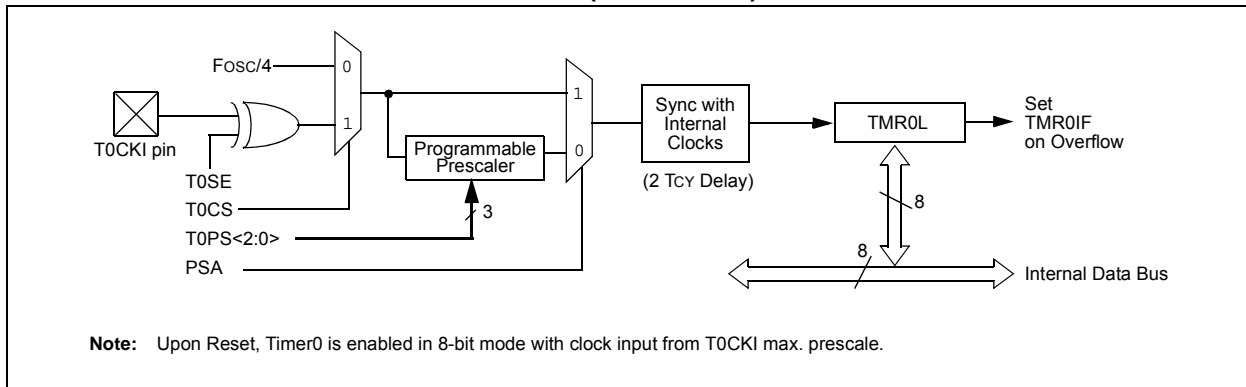 Fosc/4
0
1
T0CKI pin
T0SE
T0CS
T0PS<2:0>
PSA
Programmable
Prescaler
3
1
0
Sync with
Internal
Clocks
(2 TCY Delay)
TMR0L
Set
TMR0IF
on Overflow
8
8
Internal Data Bus
Note: Upon Reset, Timer0 is enabled in 8-bit mode with clock input from T0CKI max. prescale.